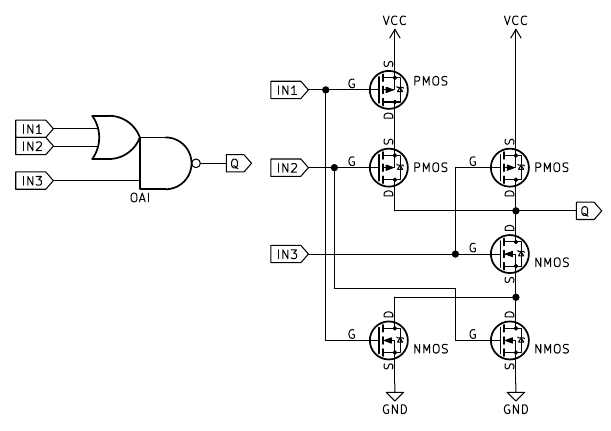 VCC VCC
S
IN1 G PMOS
D
S S
IN1
IN2 IN2 G PMOS G PMOS
Q
IN3 D D
OAI
Q
D
IN3 G NMOS
S
D D
G NMOS G NMOS
S S
GND GND